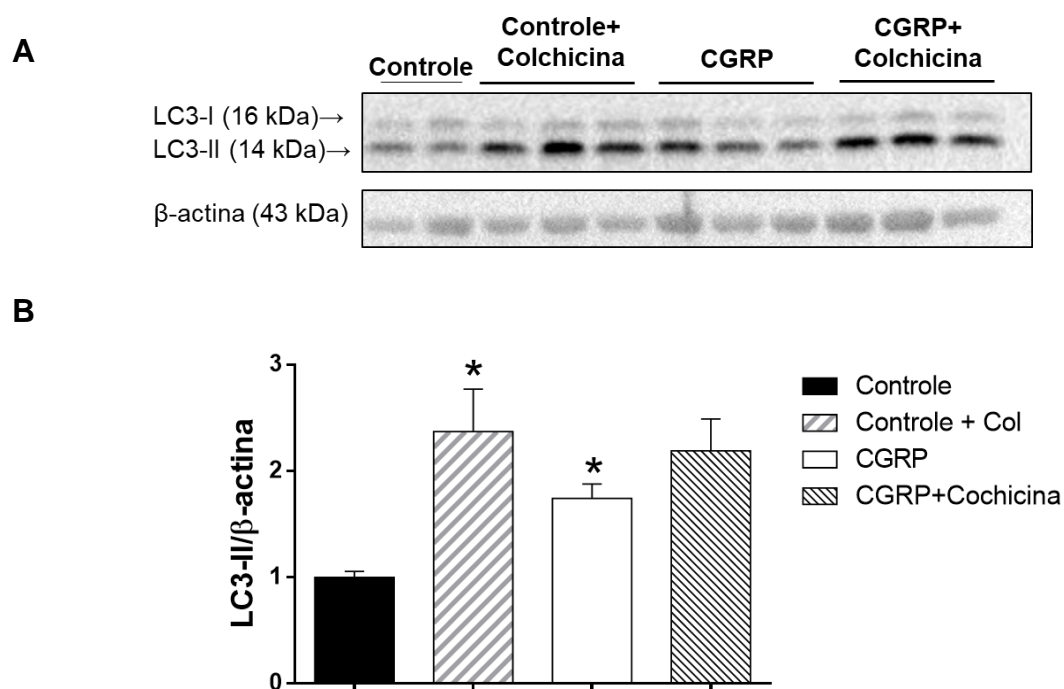 A
Controle
Controle+
Colchicina
CGRP
CGRP+
Colchicina
LC3-I (16 kDa)→
LC3-II (14 kDa)→
β-actina (43 kDa)
B
LC3-II/β-actina
3
2
1
0
*
*
Controle
Controle + Col
CGRP
CGRP+Cochicina